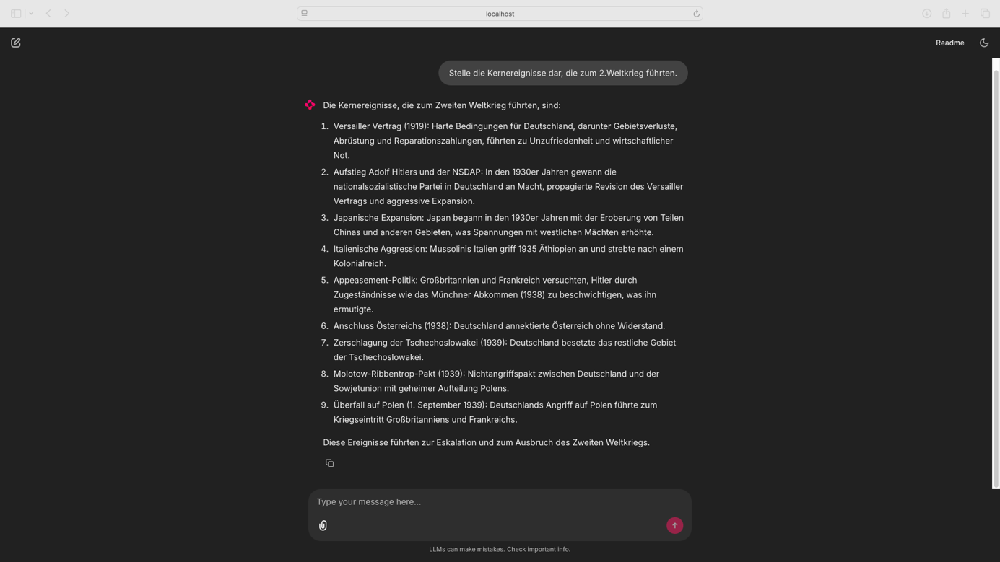 localhost
Readme
Stelle die Kernereignisse dar, die zum 2.Weltkrieg führten.
Die Kernereignisse, die zum Zweiten Weltkrieg führten, sind:
1. Versailler Vertrag (1919): Harte Bedingungen für Deutschland, darunter Gebietsverluste,
Abrüstung und Reparationszahlungen, führten zu Unzufriedenheit und wirtschaftlicher
Not.
2. Aufstieg Adolf Hitlers und der NSDAP: In den 1930er Jahren gewann die
nationalsozialistische Partei in Deutschland an Macht, propagierte Revision des Versailler
Vertrags und aggressive Expansion.
3. Japanische Expansion: Japan begann in den 1930er Jahren mit der Eroberung von Teilen
Chinas und anderen Gebieten, was Spannungen mit westlichen Mächten erhöhte.
4. Italienische Aggression: Mussolinis Italien griff 1935 Äthiopien an und strebte nach einem
Kolonialreich.
5. Appeasement-Politik: Großbritannien und Frankreich versuchten, Hitler durch
Zugeständnisse wie das Münchner Abkommen (1938) zu beschwichtigen, was ihn
ermutigte.
6. Anschluss Österreichs (1938): Deutschland annektierte Österreich ohne Widerstand.
7. Zerschlagung der Tschechoslowakei (1939): Deutschland besetzte das restliche Gebiet
der Tschechoslowakei.
8. Molotow-Ribbentrop-Pakt (1939): Nichtangriffspakt zwischen Deutschland und der
Sowjetunion mit geheimer Aufteilung Polens.
9. Überfall auf Polen (1. September 1939): Deutschlands Angriff auf Polen führte zum
Kriegseintritt Großbritanniens und Frankreichs.
Diese Ereignisse führten zur Eskalation und zum Ausbruch des Zweiten Weltkriegs.
Type your message here...
LLMs can make mistakes. Check important info.